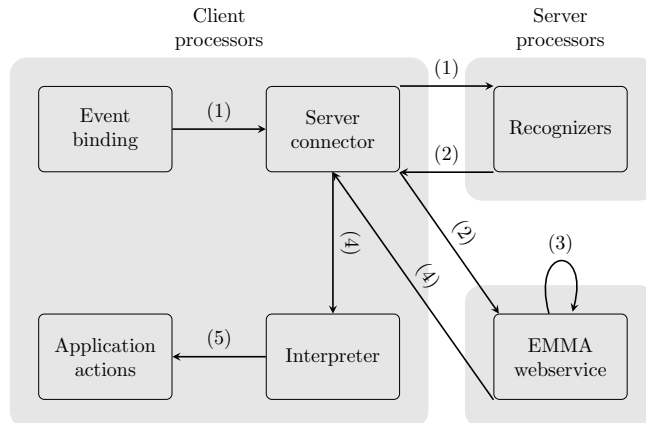 Client
processors
Server
processors
Event
binding
(1)
Server
connector
(1)
Recognizers
(2)
(2)
(3)
(4)
(4)
Application
actions
(5)
Interpreter
EMMA
webservice